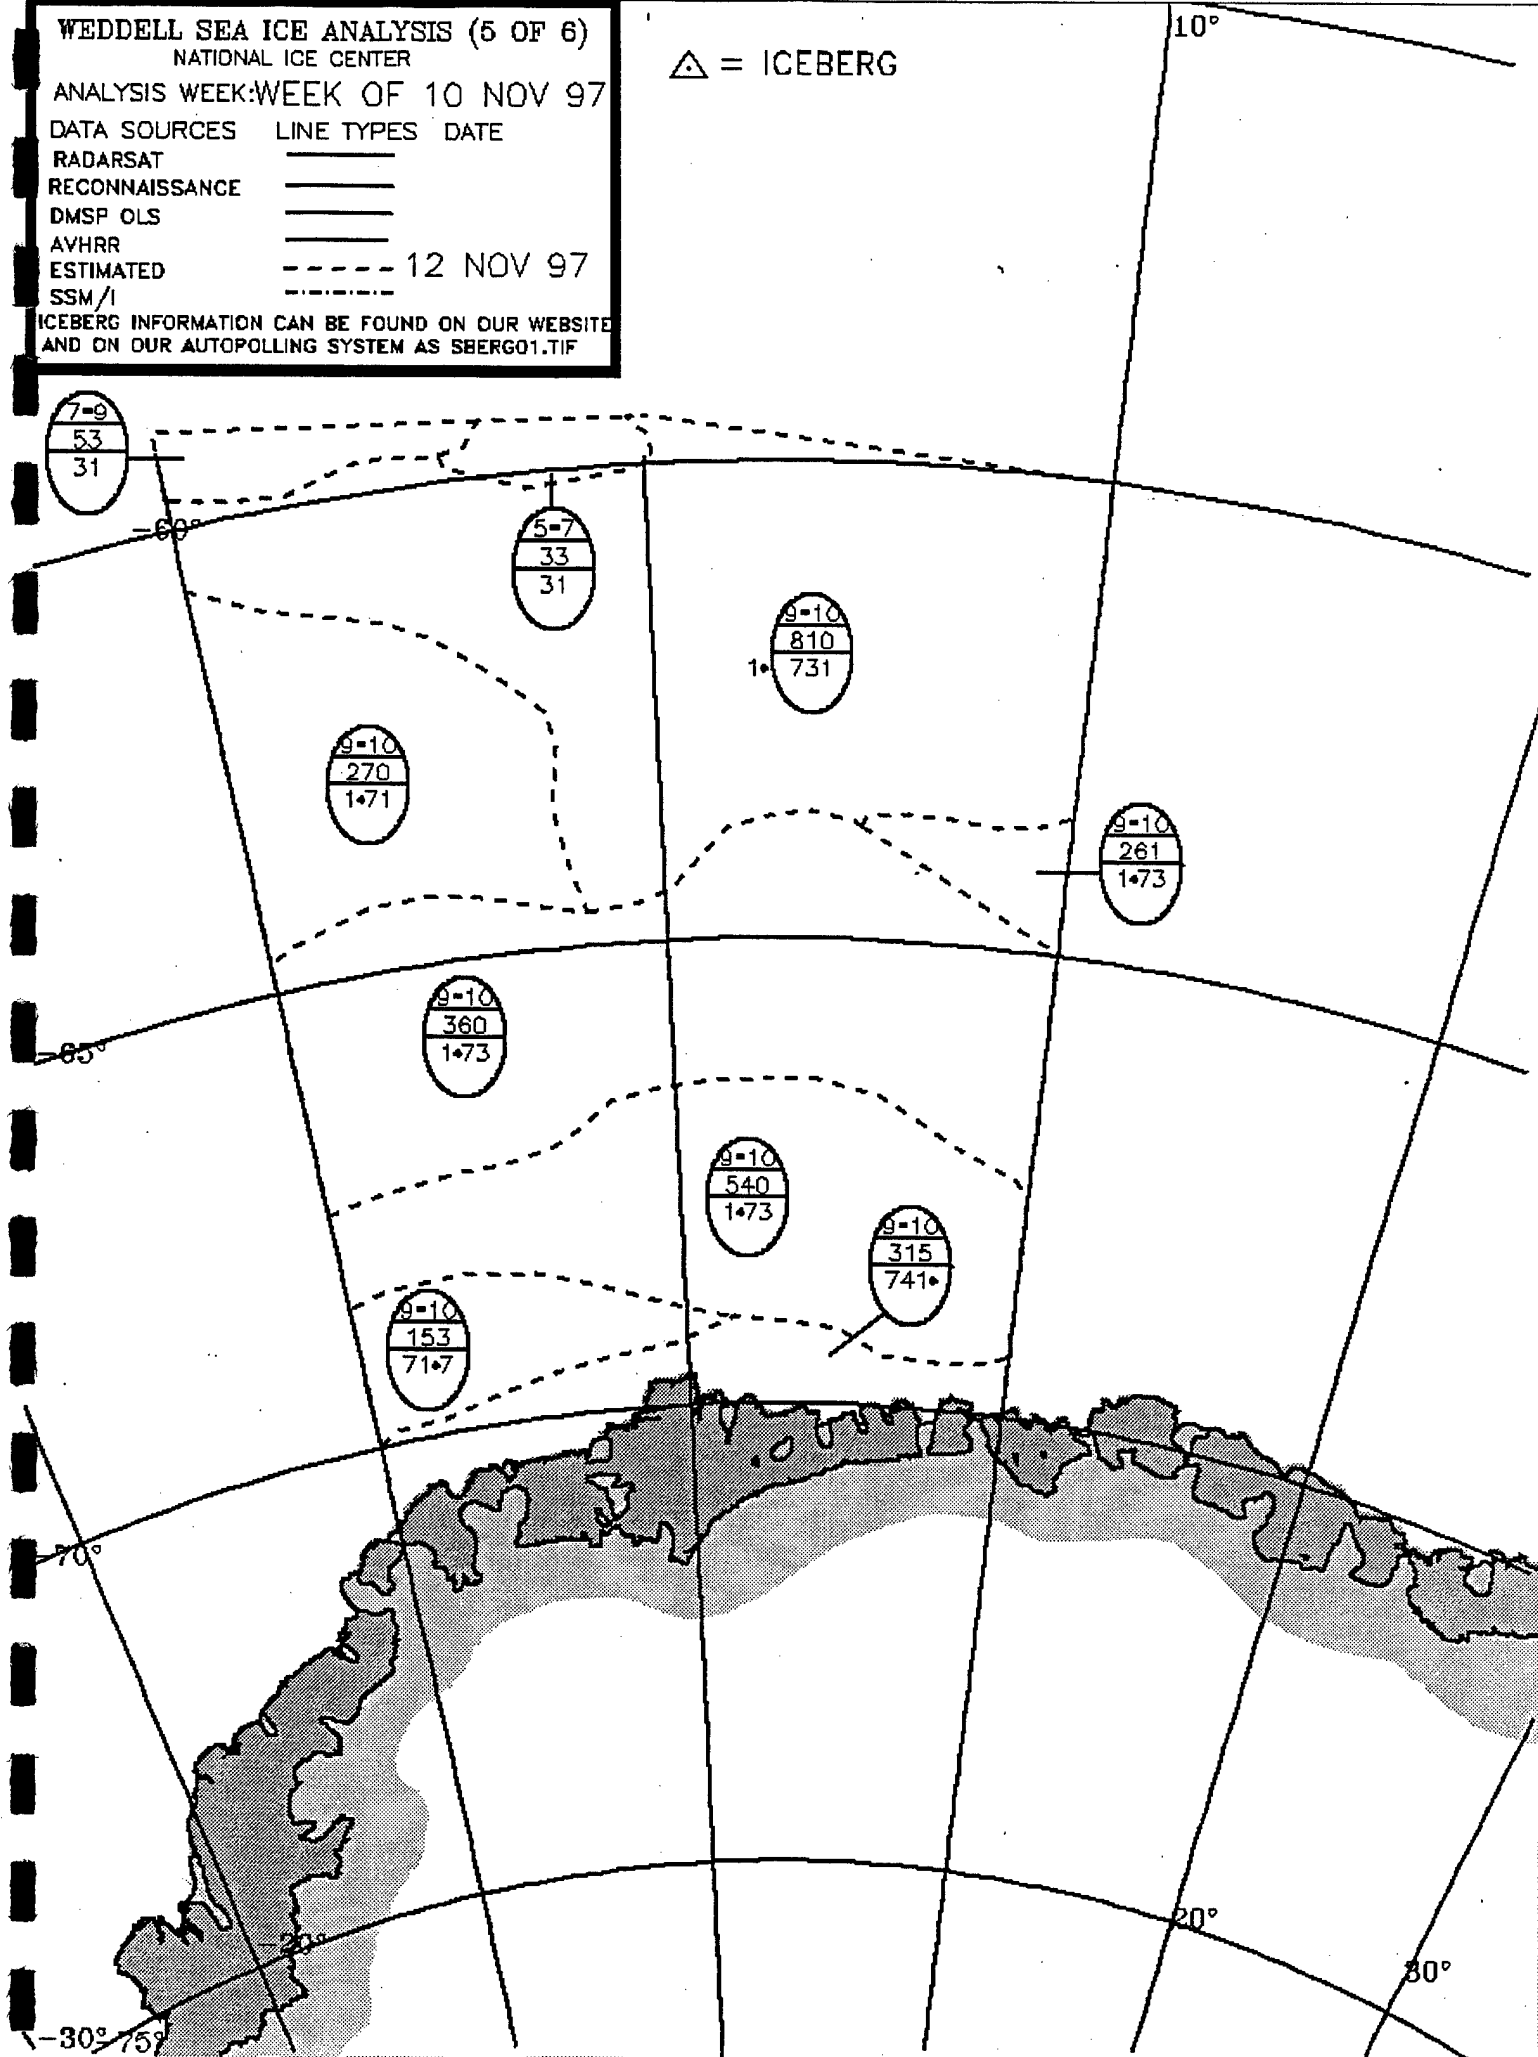 WEDDELL SEA ICE ANALYSIS (5 OF 6)
NATIONAL ICE CENTER
ANALYSIS WEEK:WEEK OF 10 NOV 97
DATA SOURCES LINE TYPES DATE
RADARSAT
RECONNAISSANCE
DMSP OLS
AVHRR
ESTIMATED 12 NOV 97
SSM/I
ICEBERG INFORMATION CAN BE FOUND ON OUR WEBSITE
AND ON OUR AUTOPOLLING SYSTEM AS SBERG01.TIF
= ICEBERG
10°
7-9
53
31
-60°
5-7
33
31
9-10
810
1• 731
9-10
270
1•71
9-10
261
1•73
9-10
360
1•73
-65°
9-10
540
1•73
9-10
315
741•
9-10
153
71•7
-70°
20°
-20°
30°
-30°
-75°